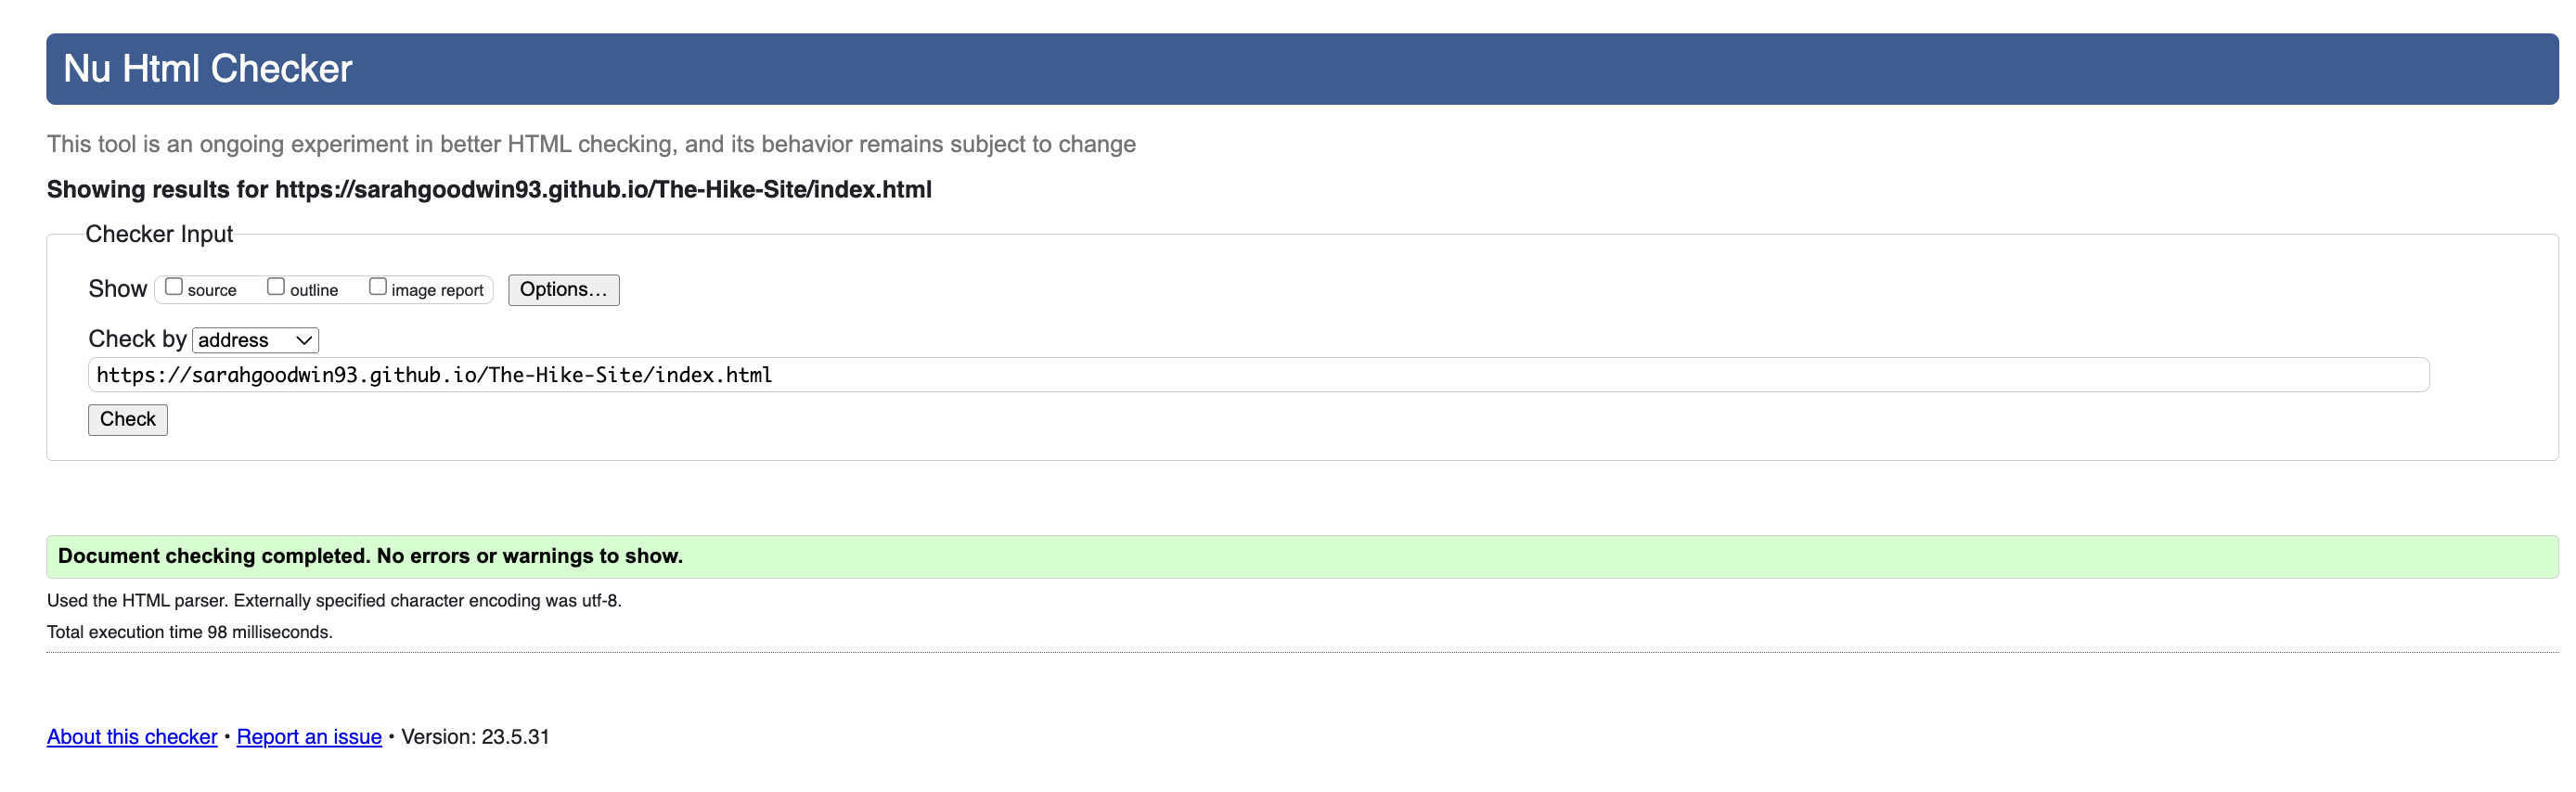 Nu Html Checker
This tool is an ongoing experiment in better HTML checking, and its behavior remains subject to change
Showing results for https://sarahgoodwin93.github.io/The-Hike-Site/index.html
Checker Input
Show source outline image report Options...
Check by address
https://sarahgoodwin93.github.io/The-Hike-Site/index.html
Check
Document checking completed. No errors or warnings to show.
Used the HTML parser. Externally specified character encoding was utf-8.
Total execution time 98 milliseconds.
About this checker • Report an issue • Version: 23.5.31